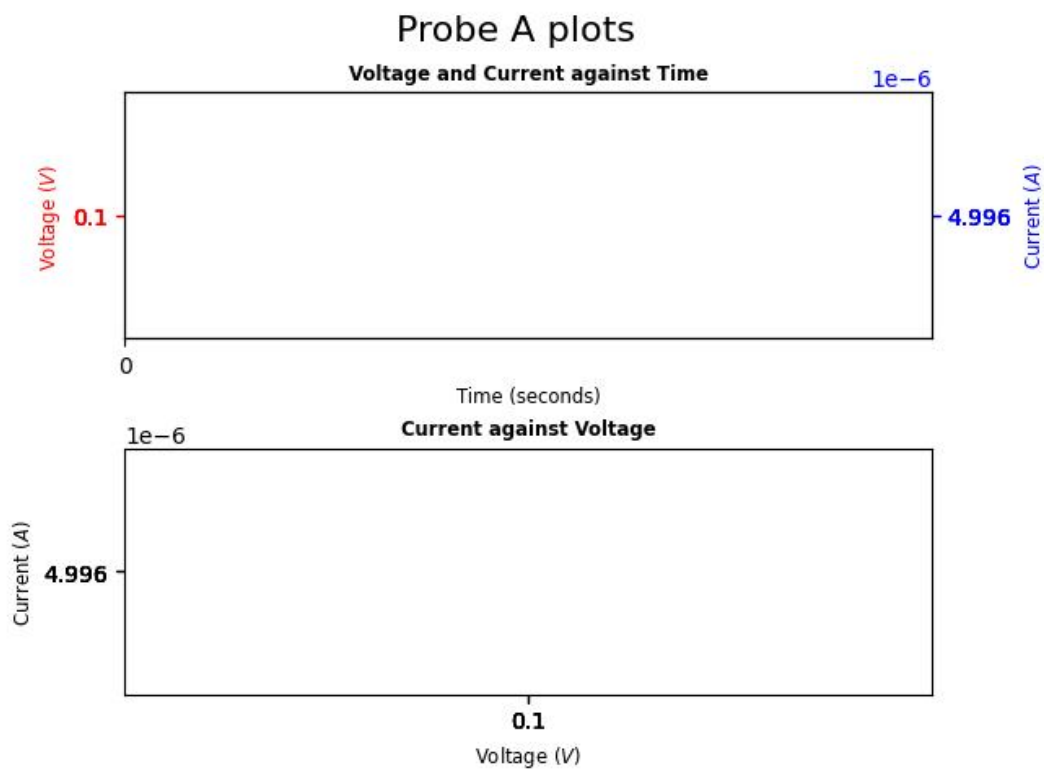 Probe A plots
Voltage and Current against Time
1e−6
Voltage (V)
0.1
4.996
Current (A)
0
Time (seconds)
Current against Voltage
1e−6
Current (A)
4.996
0.1
Voltage (V)